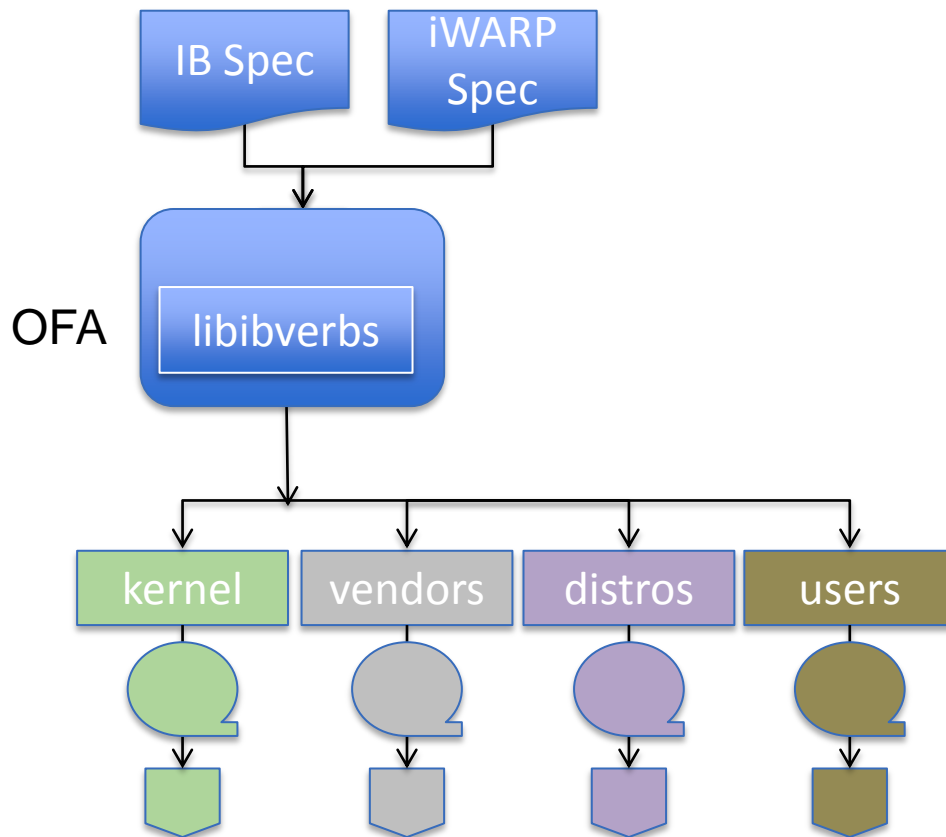 IB Spec
iWARP
Spec
OFA
libibverbs
kernel
vendors
distros
users